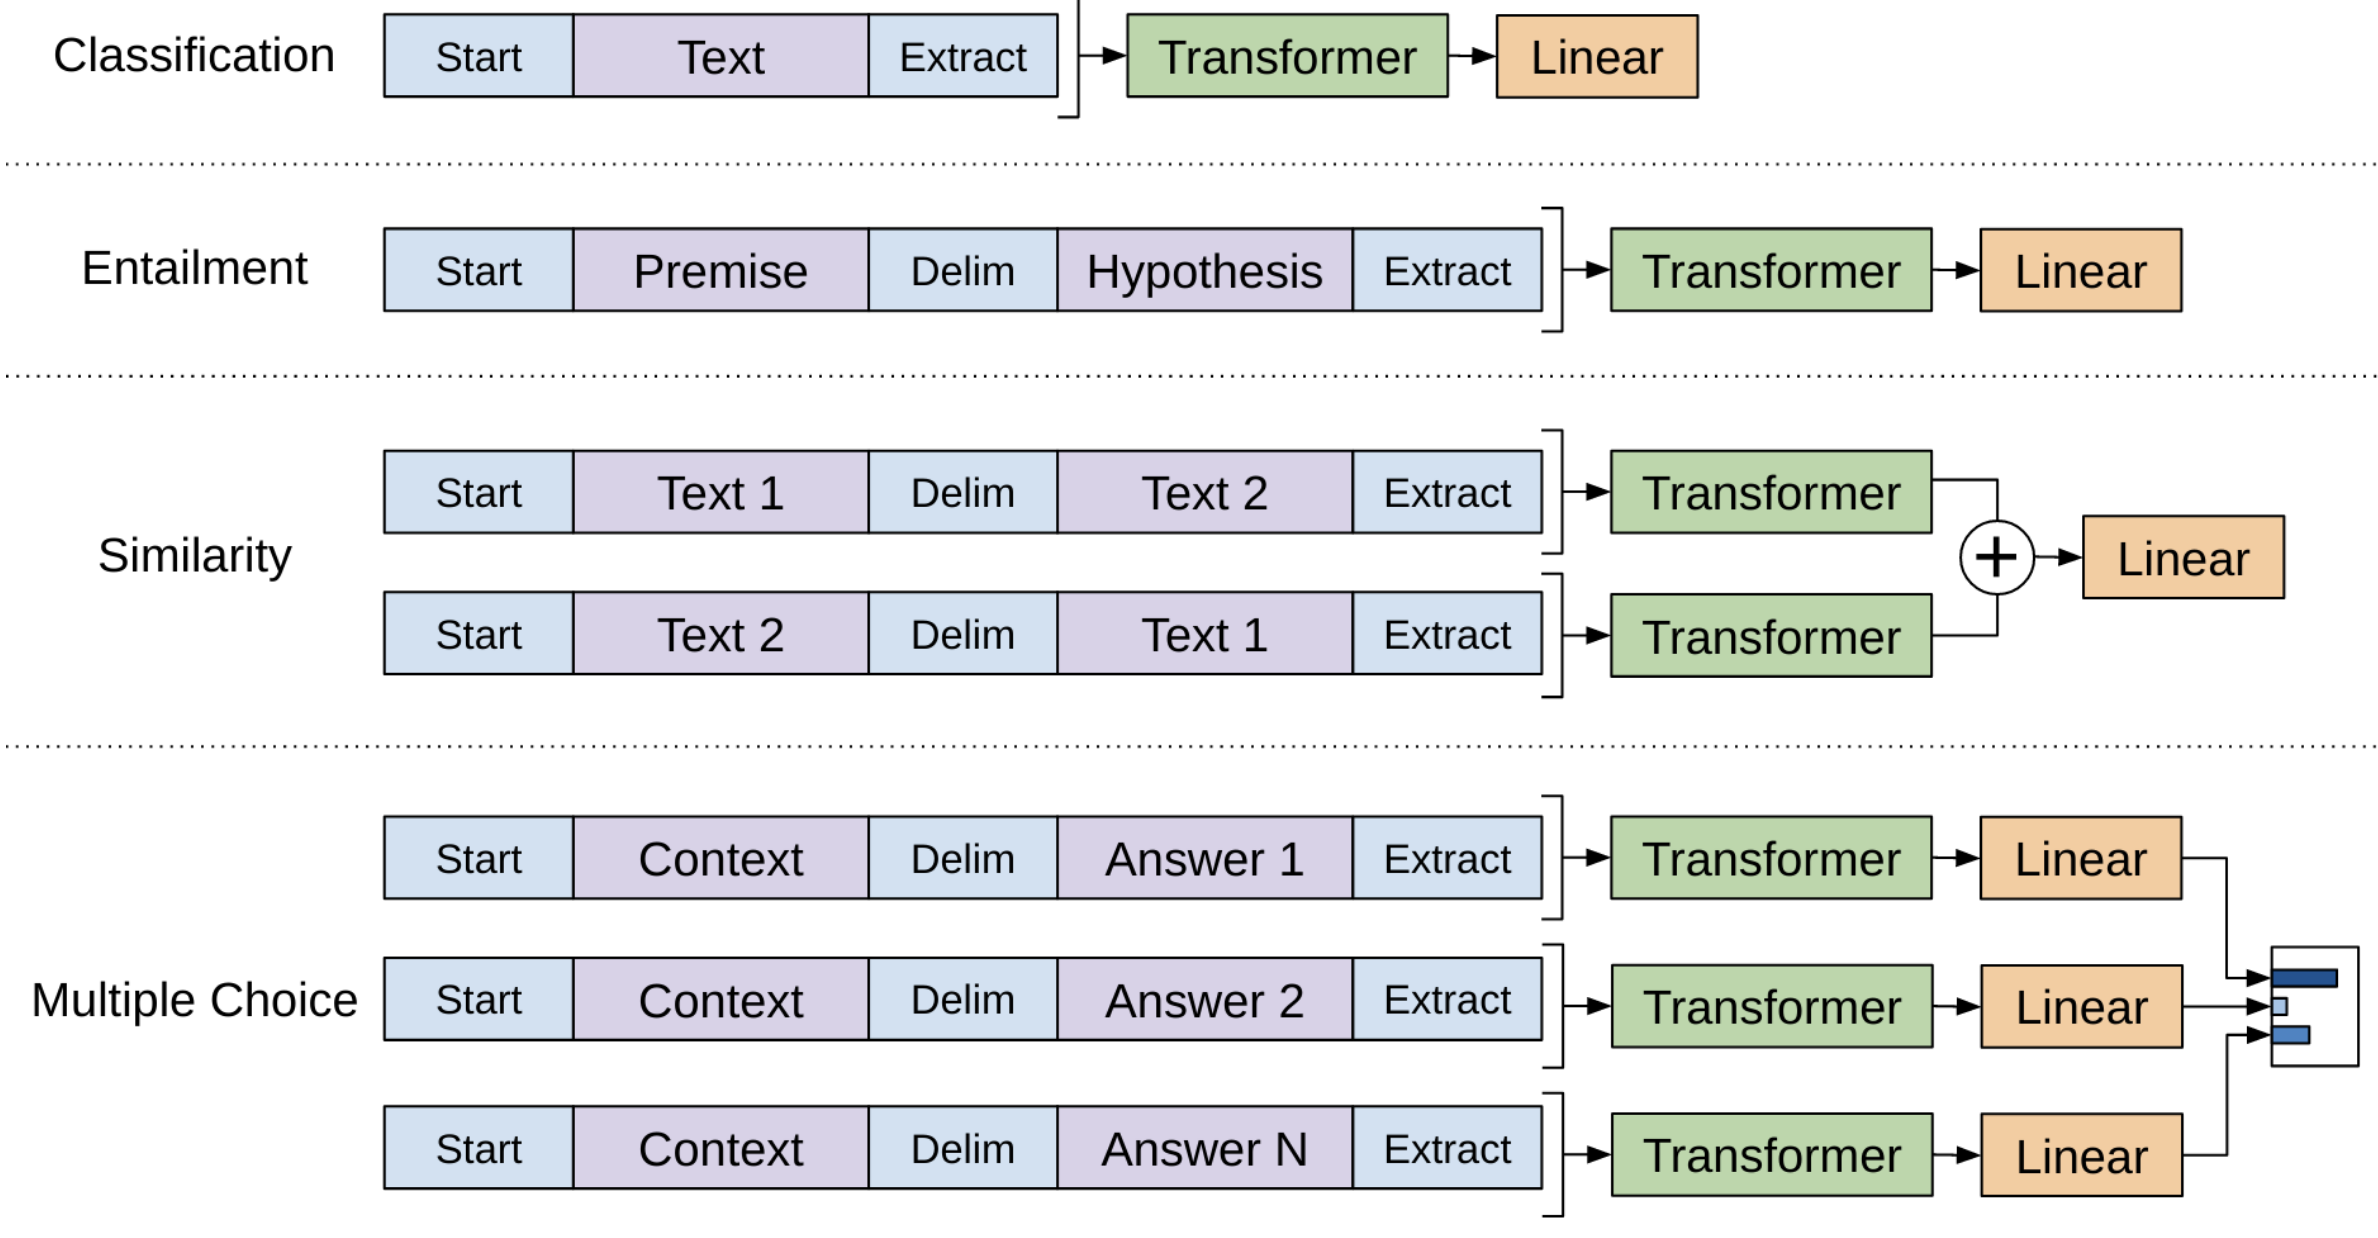 Classification Start Text Extract Transformer Linear
Entailment Start Premise Delim Hypothesis Extract Transformer Linear
Start Text 1 Delim Text 2 Extract Transformer
Similarity + Linear
Start Text 2 Delim Text 1 Extract Transformer
Start Context Delim Answer 1 Extract Transformer Linear
Multiple Choice Start Context Delim Answer 2 Extract Transformer Linear
Start Context Delim Answer N Extract Transformer Linear